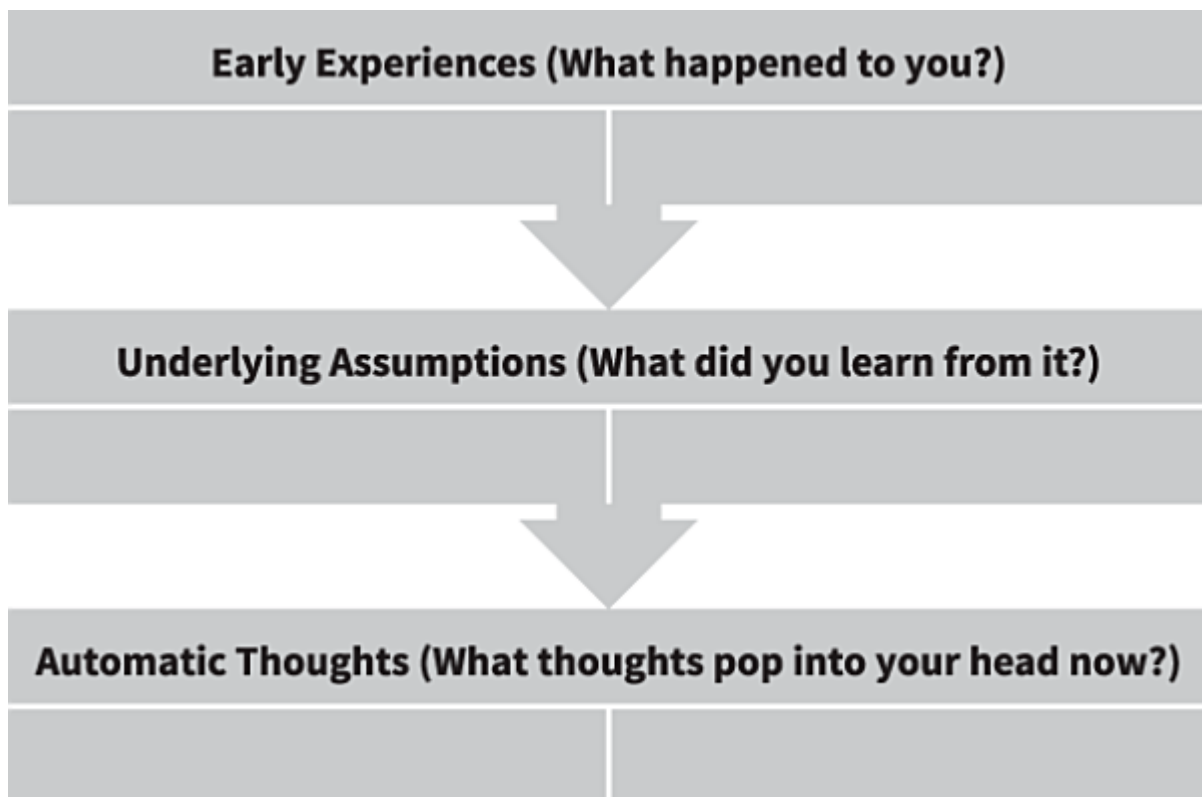 Early Experiences (What happened to you?)
Underlying Assumptions (What did you learn from it?)
Automatic Thoughts (What thoughts pop into your head now?)